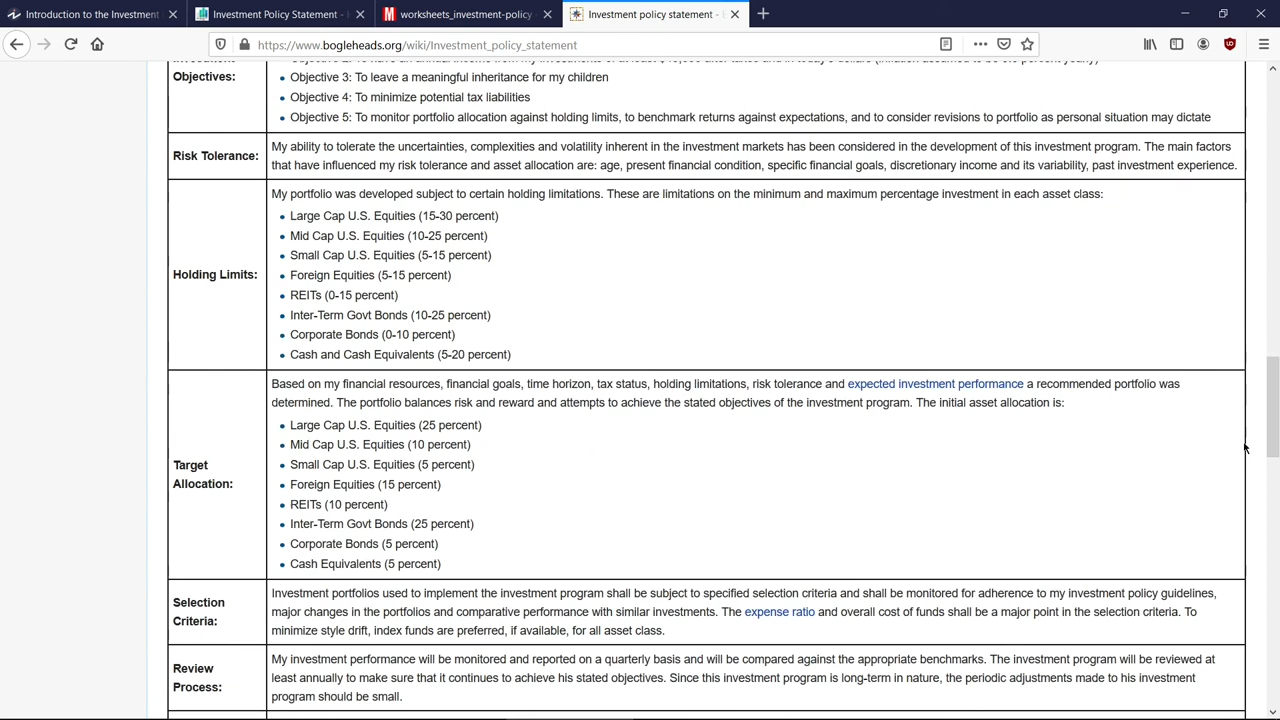 Introduction to the Investment
Investment Policy Statement -
worksheets_investment-policy
Investment policy statement -
https://www.bogleheads.org/wiki/Investment_policy_statement
Objectives:
Objective 3: To leave a meaningful inheritance for my children
Objective 4: To minimize potential tax liabilities
Objective 5: To monitor portfolio allocation against holding limits, to benchmark returns against expectations, and to consider revisions to portfolio as personal situation may dictate
Risk Tolerance:
My ability to tolerate the uncertainties, complexities and volatility inherent in the investment markets has been considered in the development of this investment program. The main factors
that have influenced my risk tolerance and asset allocation are: age, present financial condition, specific financial goals, discretionary income and its variability, past investment experience.
Holding Limits:
My portfolio was developed subject to certain holding limitations. These are limitations on the minimum and maximum percentage investment in each asset class:
Large Cap U.S. Equities (15-30 percent)
Mid Cap U.S. Equities (10-25 percent)
Small Cap U.S. Equities (5-15 percent)
Foreign Equities (5-15 percent)
REITs (0-15 percent)
Inter-Term Govt Bonds (10-25 percent)
Corporate Bonds (0-10 percent)
Cash and Cash Equivalents (5-20 percent)
Target
Allocation:
Based on my financial resources, financial goals, time horizon, tax status, holding limitations, risk tolerance and expected investment performance a recommended portfolio was
determined. The portfolio balances risk and reward and attempts to achieve the stated objectives of the investment program. The initial asset allocation is:
Large Cap U.S. Equities (25 percent)
Mid Cap U.S. Equities (10 percent)
Small Cap U.S. Equities (5 percent)
Foreign Equities (15 percent)
REITs (10 percent)
Inter-Term Govt Bonds (25 percent)
Corporate Bonds (5 percent)
Cash Equivalents (5 percent)
Selection
Criteria:
Investment portfolios used to implement the investment program shall be subject to specified selection criteria and shall be monitored for adherence to my investment policy guidelines,
major changes in the portfolios and comparative performance with similar investments. The expense ratio and overall cost of funds shall be a major point in the selection criteria. To
minimize style drift, index funds are preferred, if available, for all asset class.
Review
Process:
My investment performance will be monitored and reported on a quarterly basis and will be compared against the appropriate benchmarks. The investment program will be reviewed at
least annually to make sure that it continues to achieve his stated objectives. Since this investment program is long-term in nature, the periodic adjustments made to his investment
program should be small.